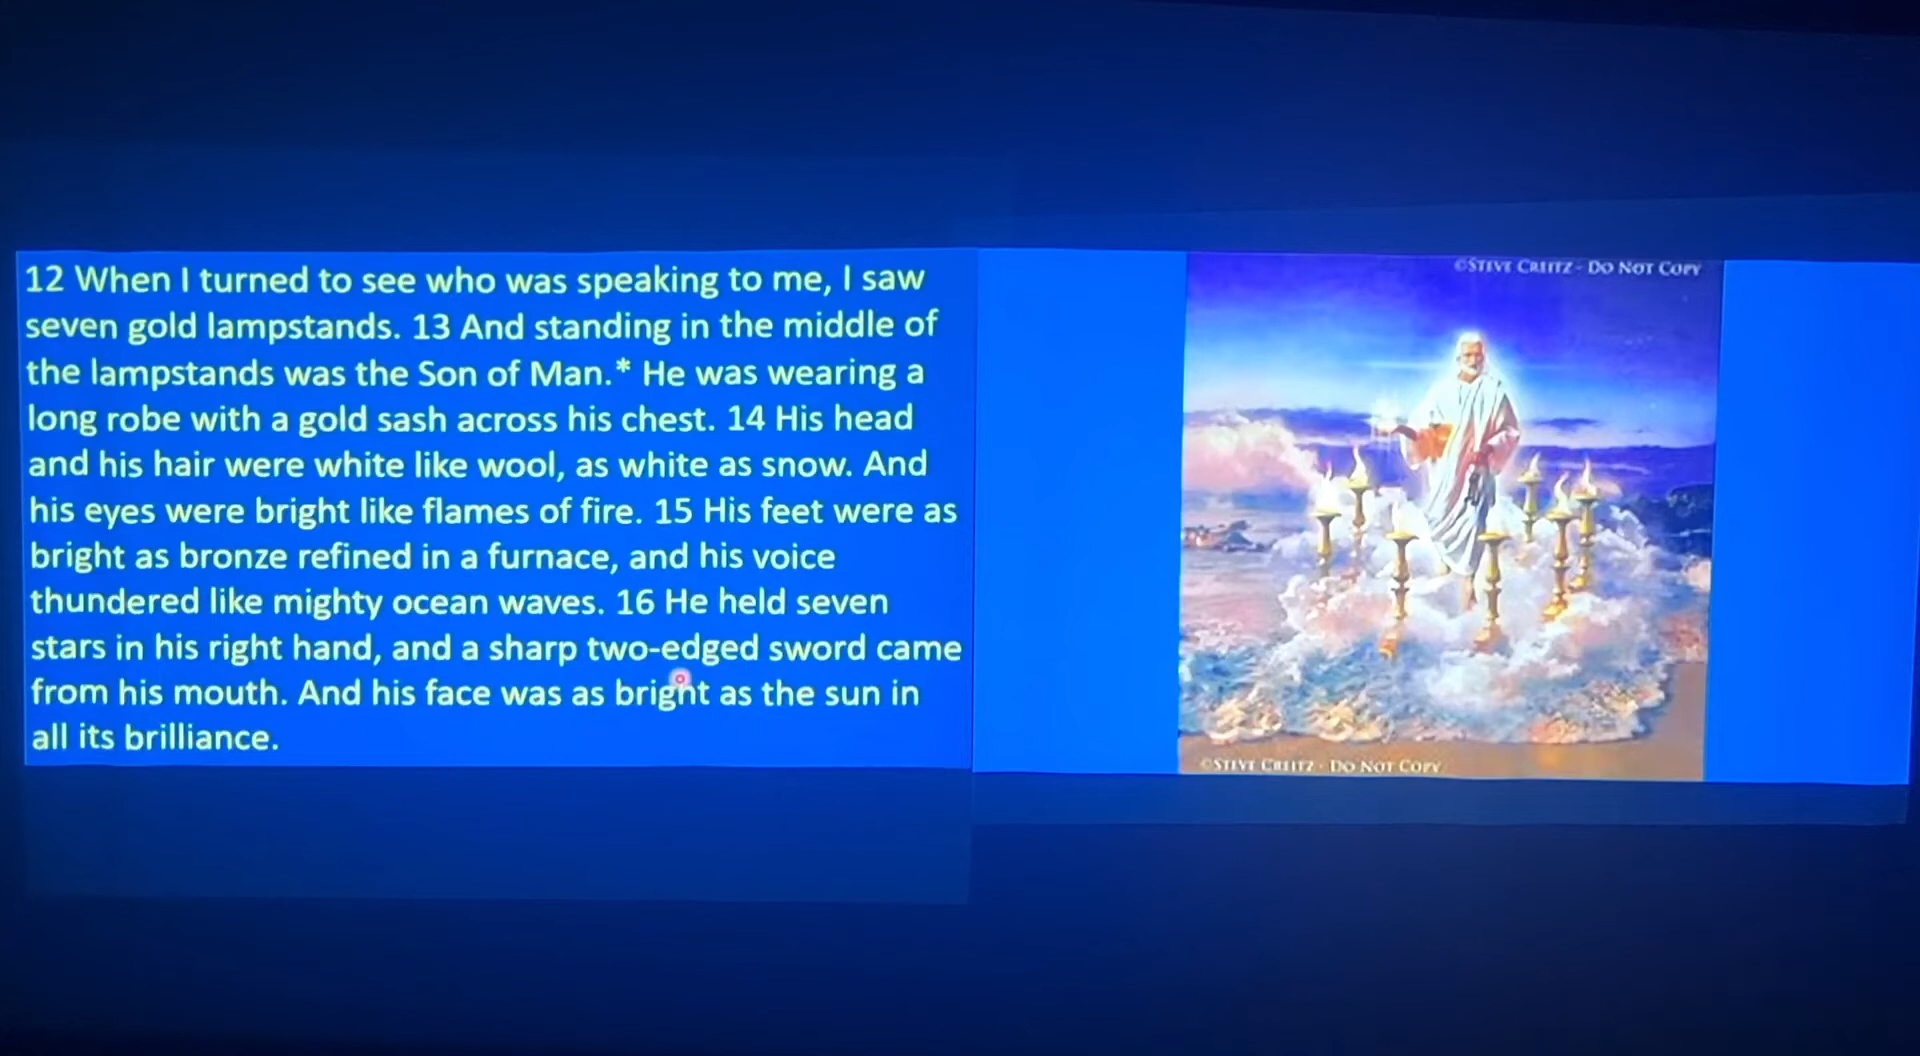 12 When I turned to see who was speaking to me, I saw
seven gold lampstands. 13 And standing in the middle of
the lampstands was the Son of Man.* He was wearing a
long robe with a gold sash across his chest. 14 His head
and his hair were white like wool, as white as snow. And
his eyes were bright like flames of fire. 15 His feet were as
bright as bronze refined in a furnace, and his voice
thundered like mighty ocean waves. 16 He held seven
stars in his right hand, and a sharp two-edged sword came
from his mouth. And his face was as bright as the sun in
all its brilliance.
©STEVE CREITZ - DO NOT COPY
©STEVE CREITZ - DO NOT COPY